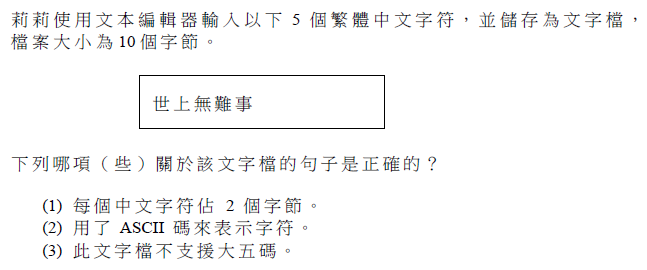 莉莉使用文本編輯器輸入以下 5 個繁體中文字符，並儲存為文字檔，
檔案大小為10個字節。
世上無難事
下列哪項（些）關於該文字檔的句子是正確的？
(1) 每個中文字符佔 2 個字節。
(2) 用了 ASCII 碼來表示字符。
(3) 此文字檔不支援大五碼。